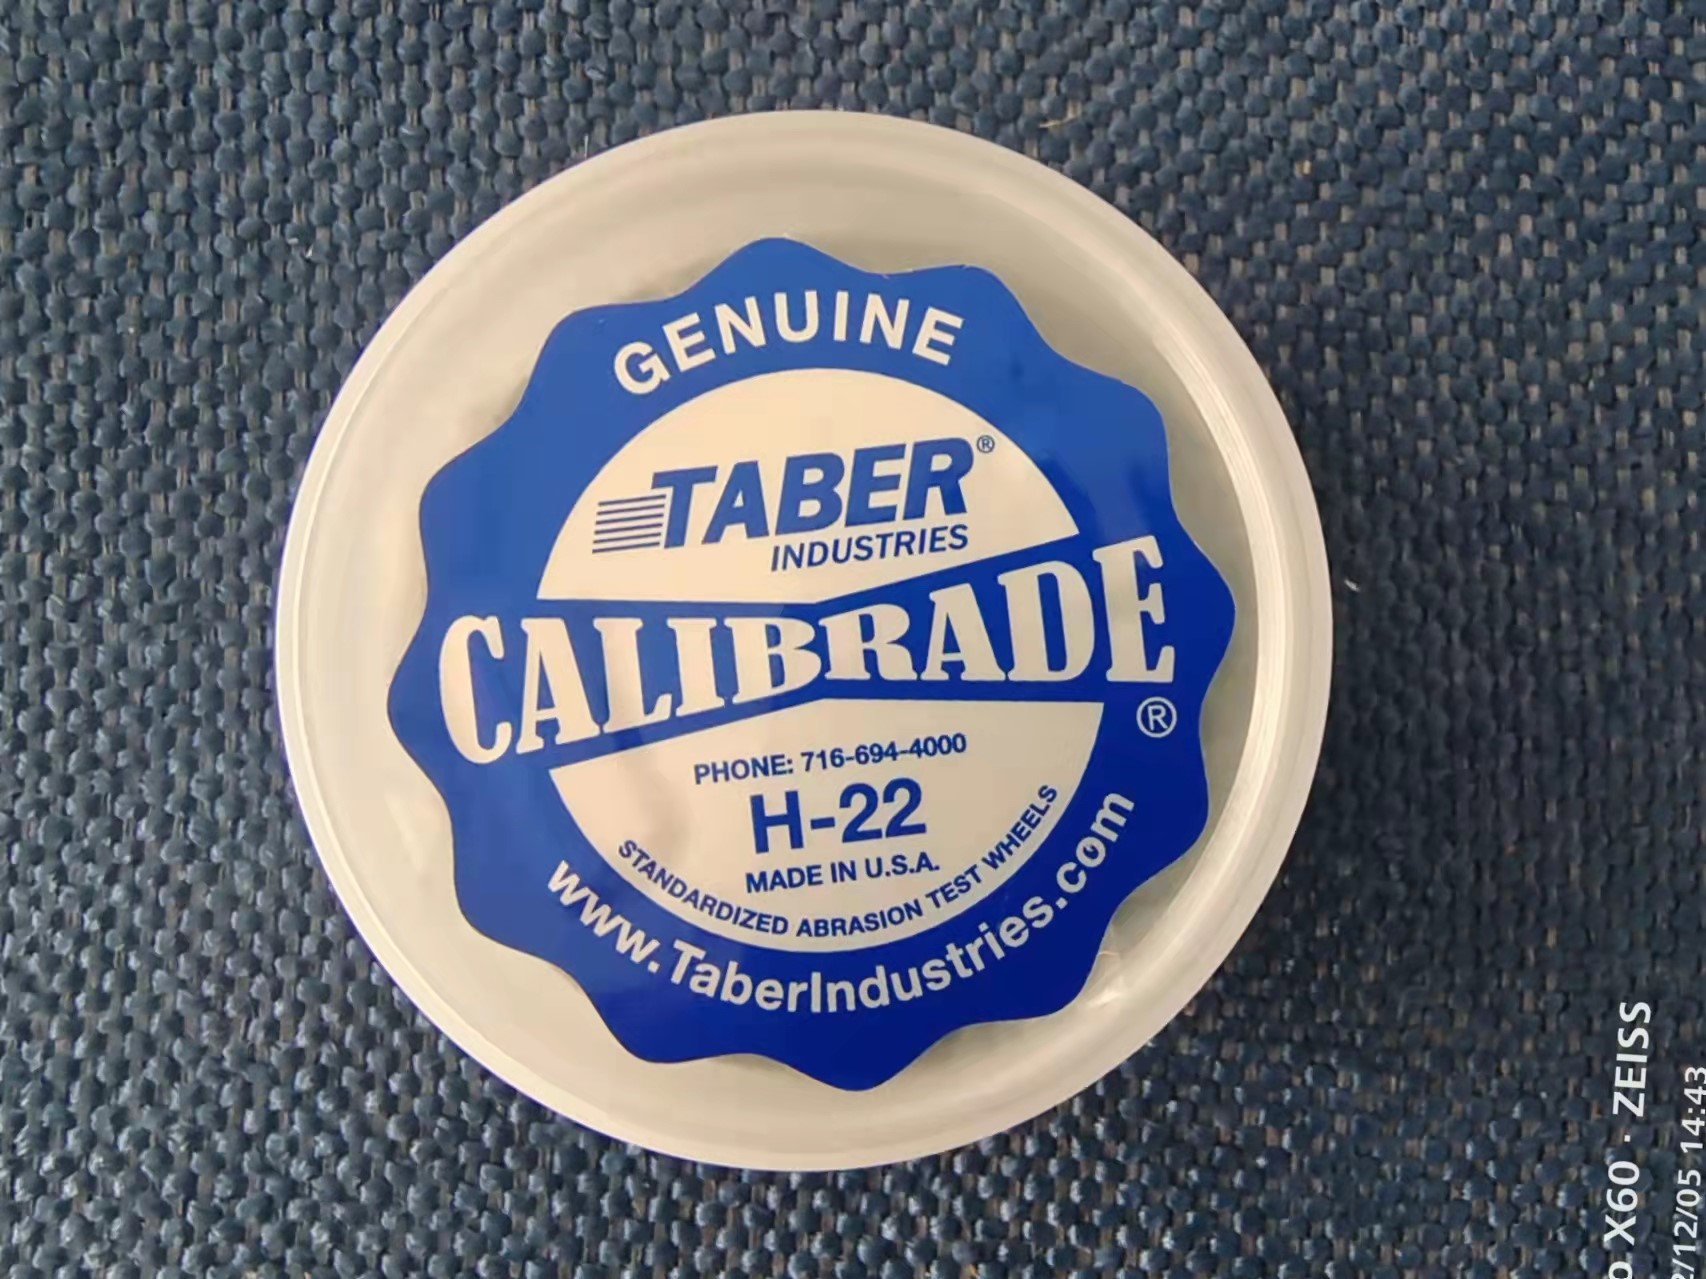 GENUINE
TABER®
INDUSTRIES
CALIBRADE®
PHONE: 716-694-4000
H-22
MADE IN U.S.A.
STANDARDIZED ABRASION TEST WHEELS
www.TaberIndustries.com
X60 · ZEISS
/12/05 14:43